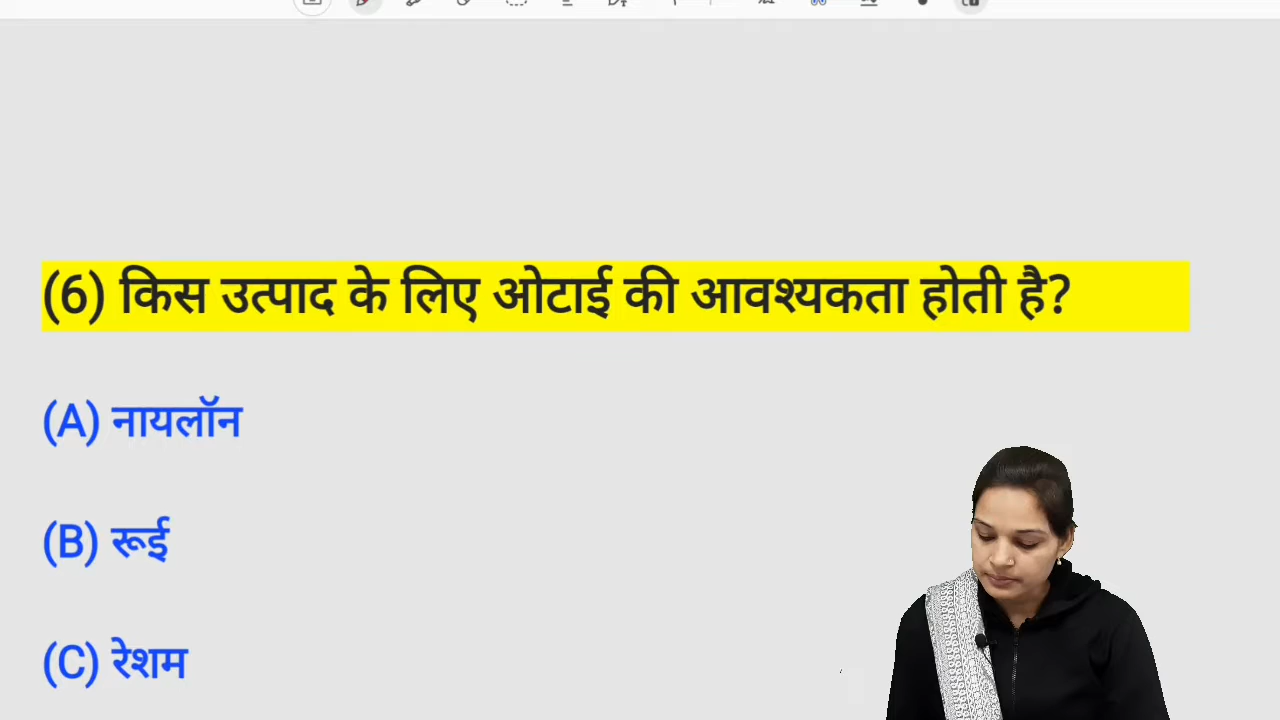 (6) किस उत्पाद के लिए ओटाई की आवश्यकता होती है?
(A) नायलॉन
(B) रूई
(C) रेशम